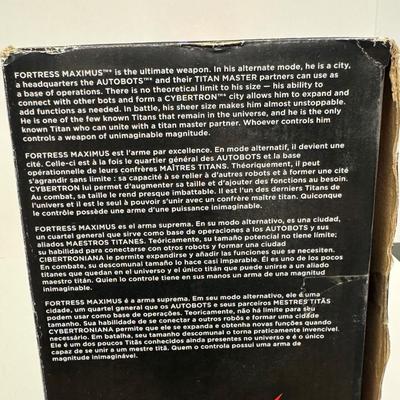 FORTRESS MAXIMUS™* is the ultimate weapon. In his alternate mode, he is a city,
a headquarters the AUTOBOTS™* and their TITAN MASTER partners can use as
a base of operations. There is no theoretical limit to his size — his ability to
connect with other bots and form a CYBERTRON™* city allows him to expand and
add functions as needed. In battle, his sheer size makes him almost unstoppable.
He is one of the few known Titans that remain in the universe, and he is the only
known Titan who can unite with a titan master partner. Whoever controls him
controls a weapon of unimaginable magnitude.
FORTRESS MAXIMUS est l'arme par excellence. En mode alternatif, il devient une
cité. Celle-ci est à la fois le quartier général des AUTOBOTS et la base
opérationnelle de leurs confrères MAÎTRES TITANS. Théoriquement, il peut
s'agrandir sans limite : sa capacité à se relier à d'autres robots et à former une cité
CYBERTRON lui permet d'augmenter sa taille et d'ajouter des fonctions au besoin.
Au combat, sa taille le rend presque imbattable. Il est l'un des derniers Titans de
l'univers et il est le seul à pouvoir s'unir avec un confrère maître titan. Quiconque
le contrôle possède une arme d'une puissance inimaginable.
FORTRESS MAXIMUS es el arma suprema. En su modo alternativo, es una ciudad,
un cuartel general que sirve como base de operaciones a los AUTOBOTS y sus
aliados MAESTROS TITANES. Teóricamente, su tamaño potencial no tiene límite;
su habilidad para conectarse con otros robots y formar una ciudad
CIBERTRONIANA le permite expandirse y añadir las funciones que se necesiten.
En combate, su descomunal tamaño lo hace casi imparable. Él es uno de los pocos
titanes que quedan en el universo y el único titán que puede unirse a un aliado
maestro titán. Quien lo controle tiene en sus manos un arma de una magnitud
inimaginable.
FORTRESS MAXIMUS é a arma suprema. Em seu modo alternativo, ele é uma
cidade, um quartel general que os AUTOBOTS e seus parceiros MESTRES TITÃS
podem usar como base de operações. Teoricamente, não há limite para seu
tamanho. Sua habilidade de se conectar a outros robôs e formar uma cidade
CYBERTRONIANA permite que ele se expanda e obtenha novas funções quando
necessário. Em batalha, seu tamanho descomunal o torna praticamente invencível.
Ele é um dos poucos Titãs conhecidos ainda presentes no universo e é o único
capaz de se unir a um mestre titã. Quem o controla possui uma arma de
magnitude inimaginável.